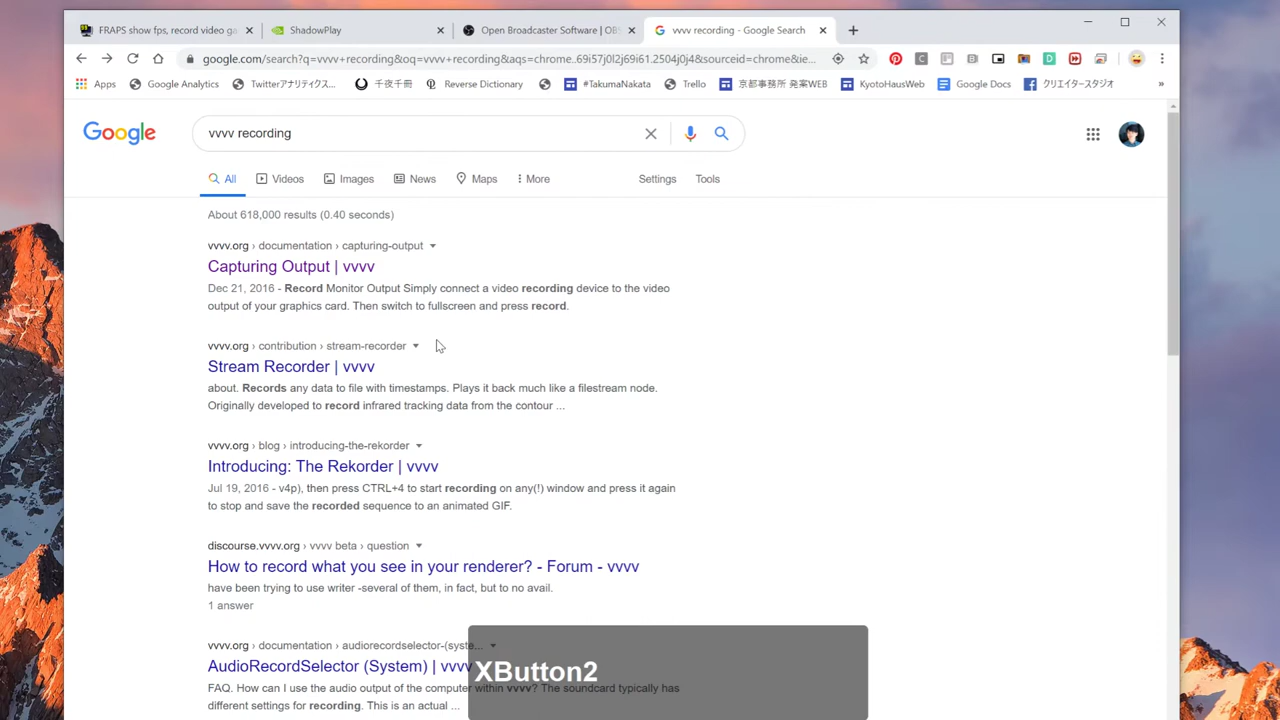 FRAPS show fps, record video ga
ShadowPlay
Open Broadcaster Software | OB
vvvv recording - Google Search
google.com/search?q=vvvv+recording&oq=vvvv+recording&aqs=chrome..69i57j0l2j69i61.2504j0j4&sourceid=chrome&ie...
Apps
Google Analytics
Twitterアナリティク...
千夜千冊
Reverse Dictionary
#TakumaNakata
Trello
京都事務所 発案WEB
KyotoHausWeb
Google Docs
クリエイタースタジオ
»
Google
vvvv recording
All
Videos
Images
News
Maps
More
Settings
Tools
About 618,000 results (0.40 seconds)
vvvv.org › documentation › capturing-output
Capturing Output | vvvv
Dec 21, 2016 - Record Monitor Output Simply connect a video recording device to the video
output of your graphics card. Then switch to fullscreen and press record.
vvvv.org › contribution › stream-recorder
Stream Recorder | vvvv
about. Records any data to file with timestamps. Plays it back much like a filestream node.
Originally developed to record infrared tracking data from the contour ...
vvvv.org › blog › introducing-the-rekorder
Introducing: The Rekorder | vvvv
Jul 19, 2016 - v4p), then press CTRL+4 to start recording on any(!) window and press it again
to stop and save the recorded sequence to an animated GIF.
discourse.vvvv.org › vvvv beta › question
How to record what you see in your renderer? - Forum - vvvv
have been trying to use writer -several of them, in fact, but to no avail.
1 answer
vvvv.org › documentation › audiorecordselector-(syste...
AudioRecordSelector (System) | vvvv
XButton2
FAQ. How can I use the audio output of the computer within vvvv? The soundcard typically has
different settings for recording. This is an actual ...